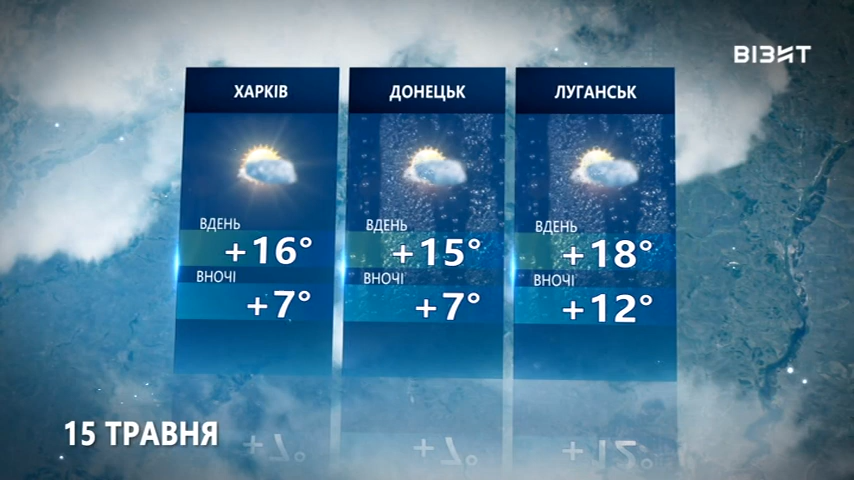 ВІЗИТ
ХАРКІВ
ВДЕНЬ
+16°
ВНОЧІ
+7°
ДОНЕЦЬК
ВДЕНЬ
+15°
ВНОЧІ
+7°
ЛУГАНСЬК
ВДЕНЬ
+18°
ВНОЧІ
+12°
15 ТРАВНЯ